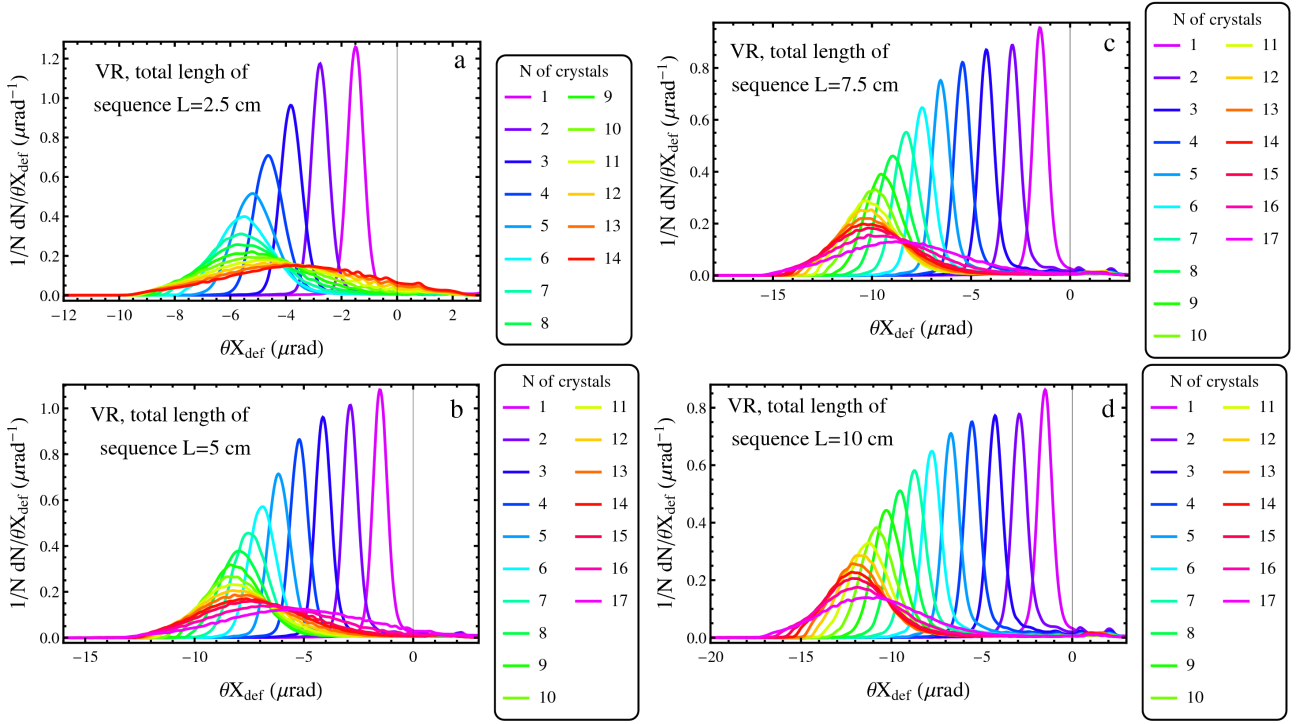 VR, total lengh of
sequence L=2.5 cm
a
1/N dN/θX_def (μrad⁻¹)
1.2
1.0
0.8
0.6
0.4
0.2
0.0
−12 −10 −8 −6 −4 −2 0 2
θX_def (μrad)
N of crystals
1 9
2 10
3 11
4 12
5 13
6 14
7
8
VR, total length of
sequence L=7.5 cm
c
1/N dN/θX_def (μrad⁻¹)
0.8
0.6
0.4
0.2
0.0
−15 −10 −5 0
θX_def (μrad)
N of crystals
1 11
2 12
3 13
4 14
5 15
6 16
7 17
8
9
10
VR, total length of
sequence L=5 cm
b
1/N dN/θX_def (μrad⁻¹)
1.0
0.8
0.6
0.4
0.2
0.0
−15 −10 −5 0
θX_def (μrad)
N of crystals
1 11
2 12
3 13
4 14
5 15
6 16
7 17
8
9
10
VR, total length of
sequence L=10 cm
d
1/N dN/θX_def (μrad⁻¹)
0.8
0.6
0.4
0.2
0.0
−20 −15 −10 −5 0
θX_def (μrad)
N of crystals
1 11
2 12
3 13
4 14
5 15
6 16
7 17
8
9
10